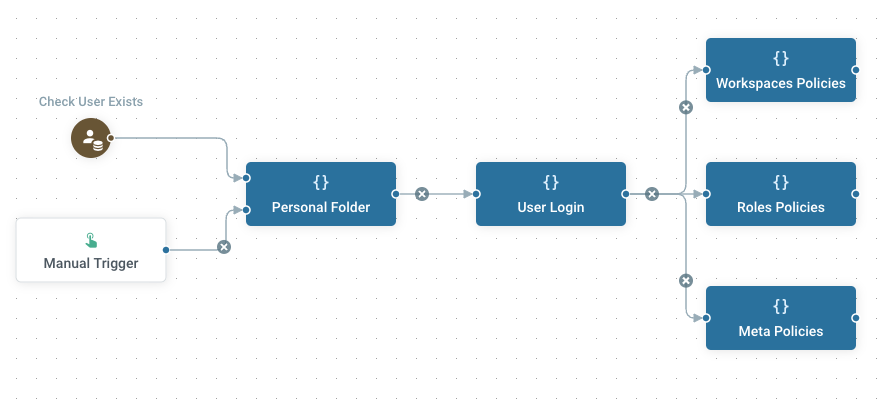 Workspaces Policies
Check User Exists
Personal Folder
User Login
Roles Policies
Manual Trigger
Meta Policies